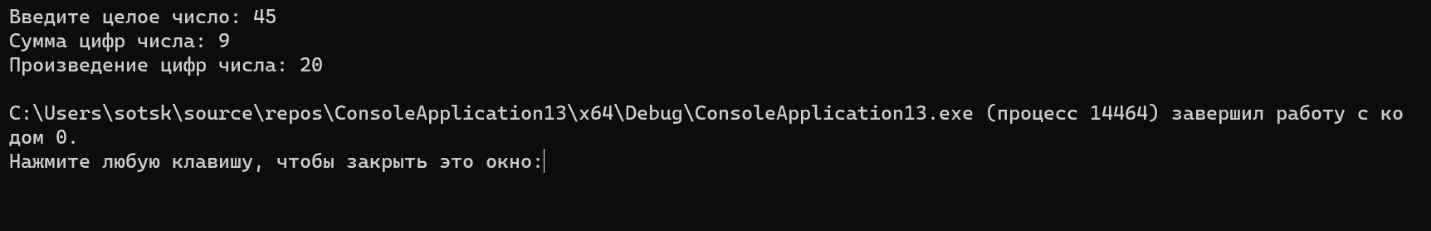 Введите целое число: 45
Сумма цифр числа: 9
Произведение цифр числа: 20
C:\Users\sotsk\source\repos\ConsoleApplication13\x64\Debug\ConsoleApplication13.exe (процесс 14464) завершил работу с ко
дом 0.
Нажмите любую клавишу, чтобы закрыть это окно: